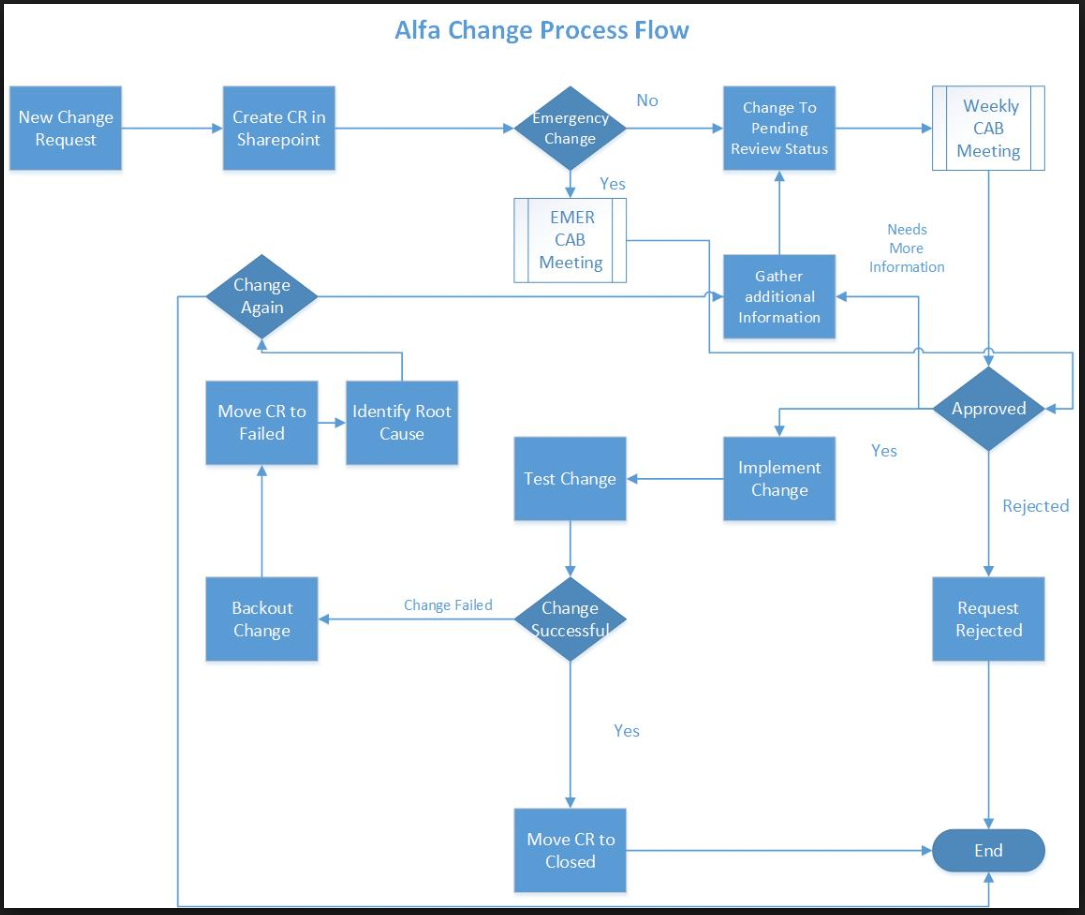 Alfa Change Process Flow
New Change
Request
Create CR in
Sharepoint
Emergency
Change
No
Change To
Pending
Review Status
Weekly
CAB
Meeting
Yes
EMER
CAB
Meeting
Needs
More
Information
Change
Again
Gather
additional
Information
Move CR to
Failed
Identify Root
Cause
Approved
Yes
Test Change
Implement
Change
Rejected
Backout
Change
Change Failed
Change
Successful
Request
Rejected
Yes
Move CR to
Closed
End